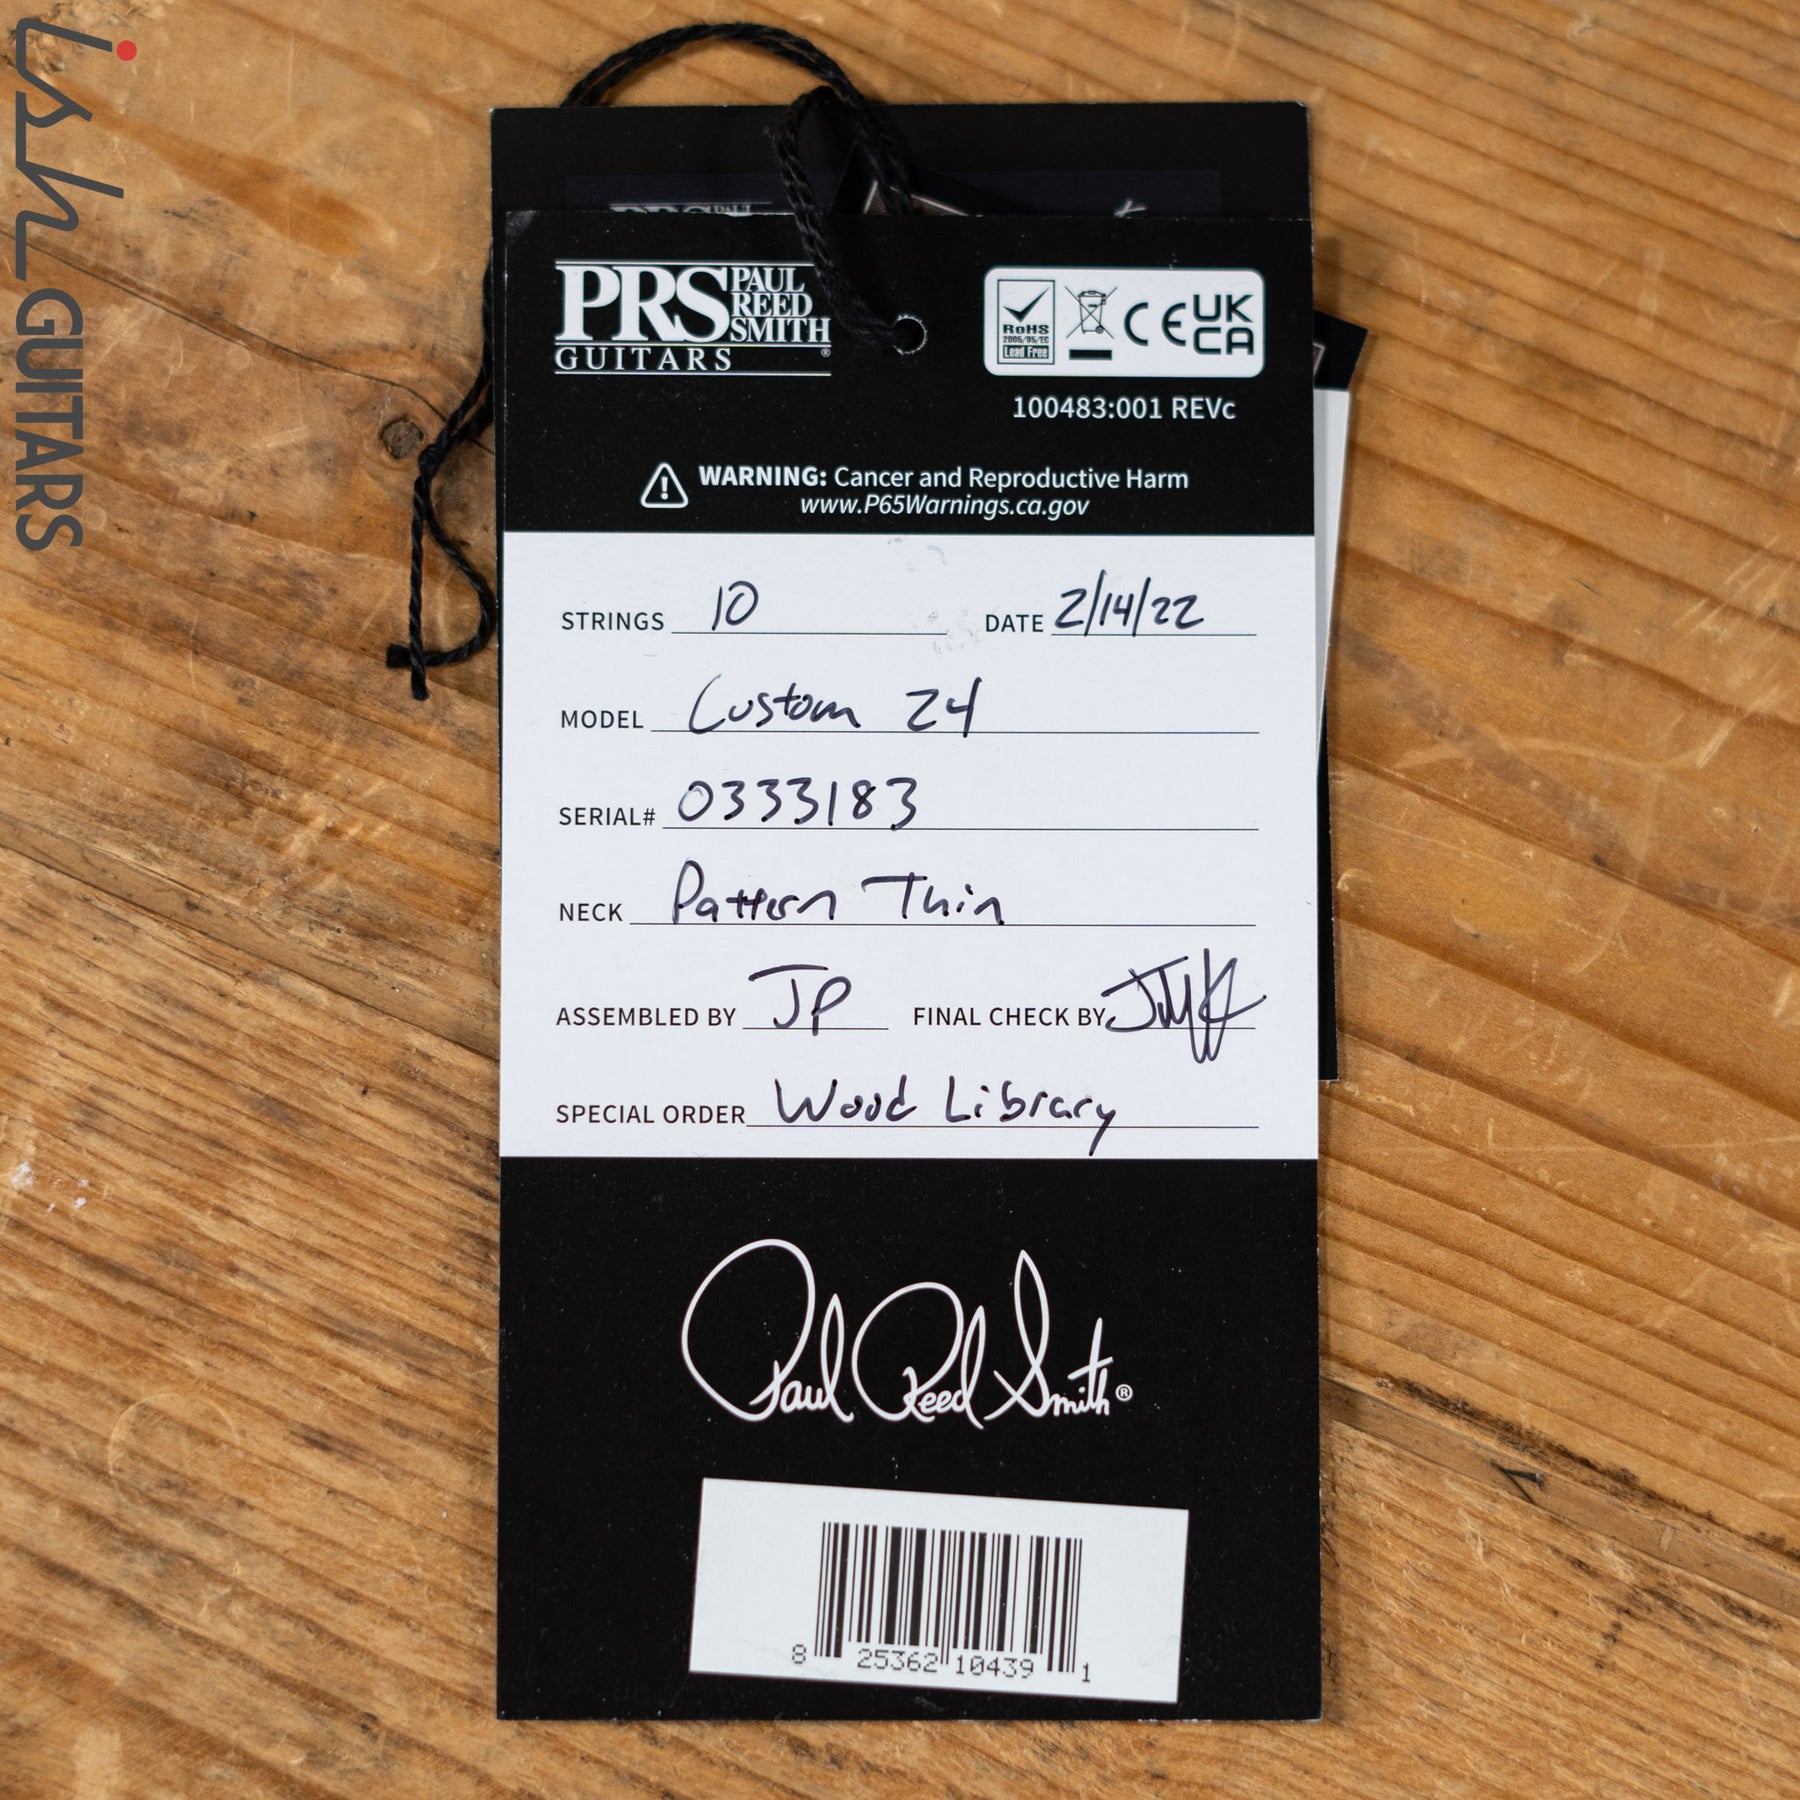 ish GUITARS
PRS PAUL REED SMITH
GUITARS®
RoHS
2005/95/EC
Lead Free
CE UK CA
100483:001 REVc
WARNING: Cancer and Reproductive Harm
www.P65Warnings.ca.gov
STRINGS 10 DATE 2/14/22
MODEL Custom 24
SERIAL# 0333183
NECK Pattern Thin
ASSEMBLED BY JP FINAL CHECK BY
SPECIAL ORDER Wood Library
Paul Reed Smith®
8 25362 10439 1